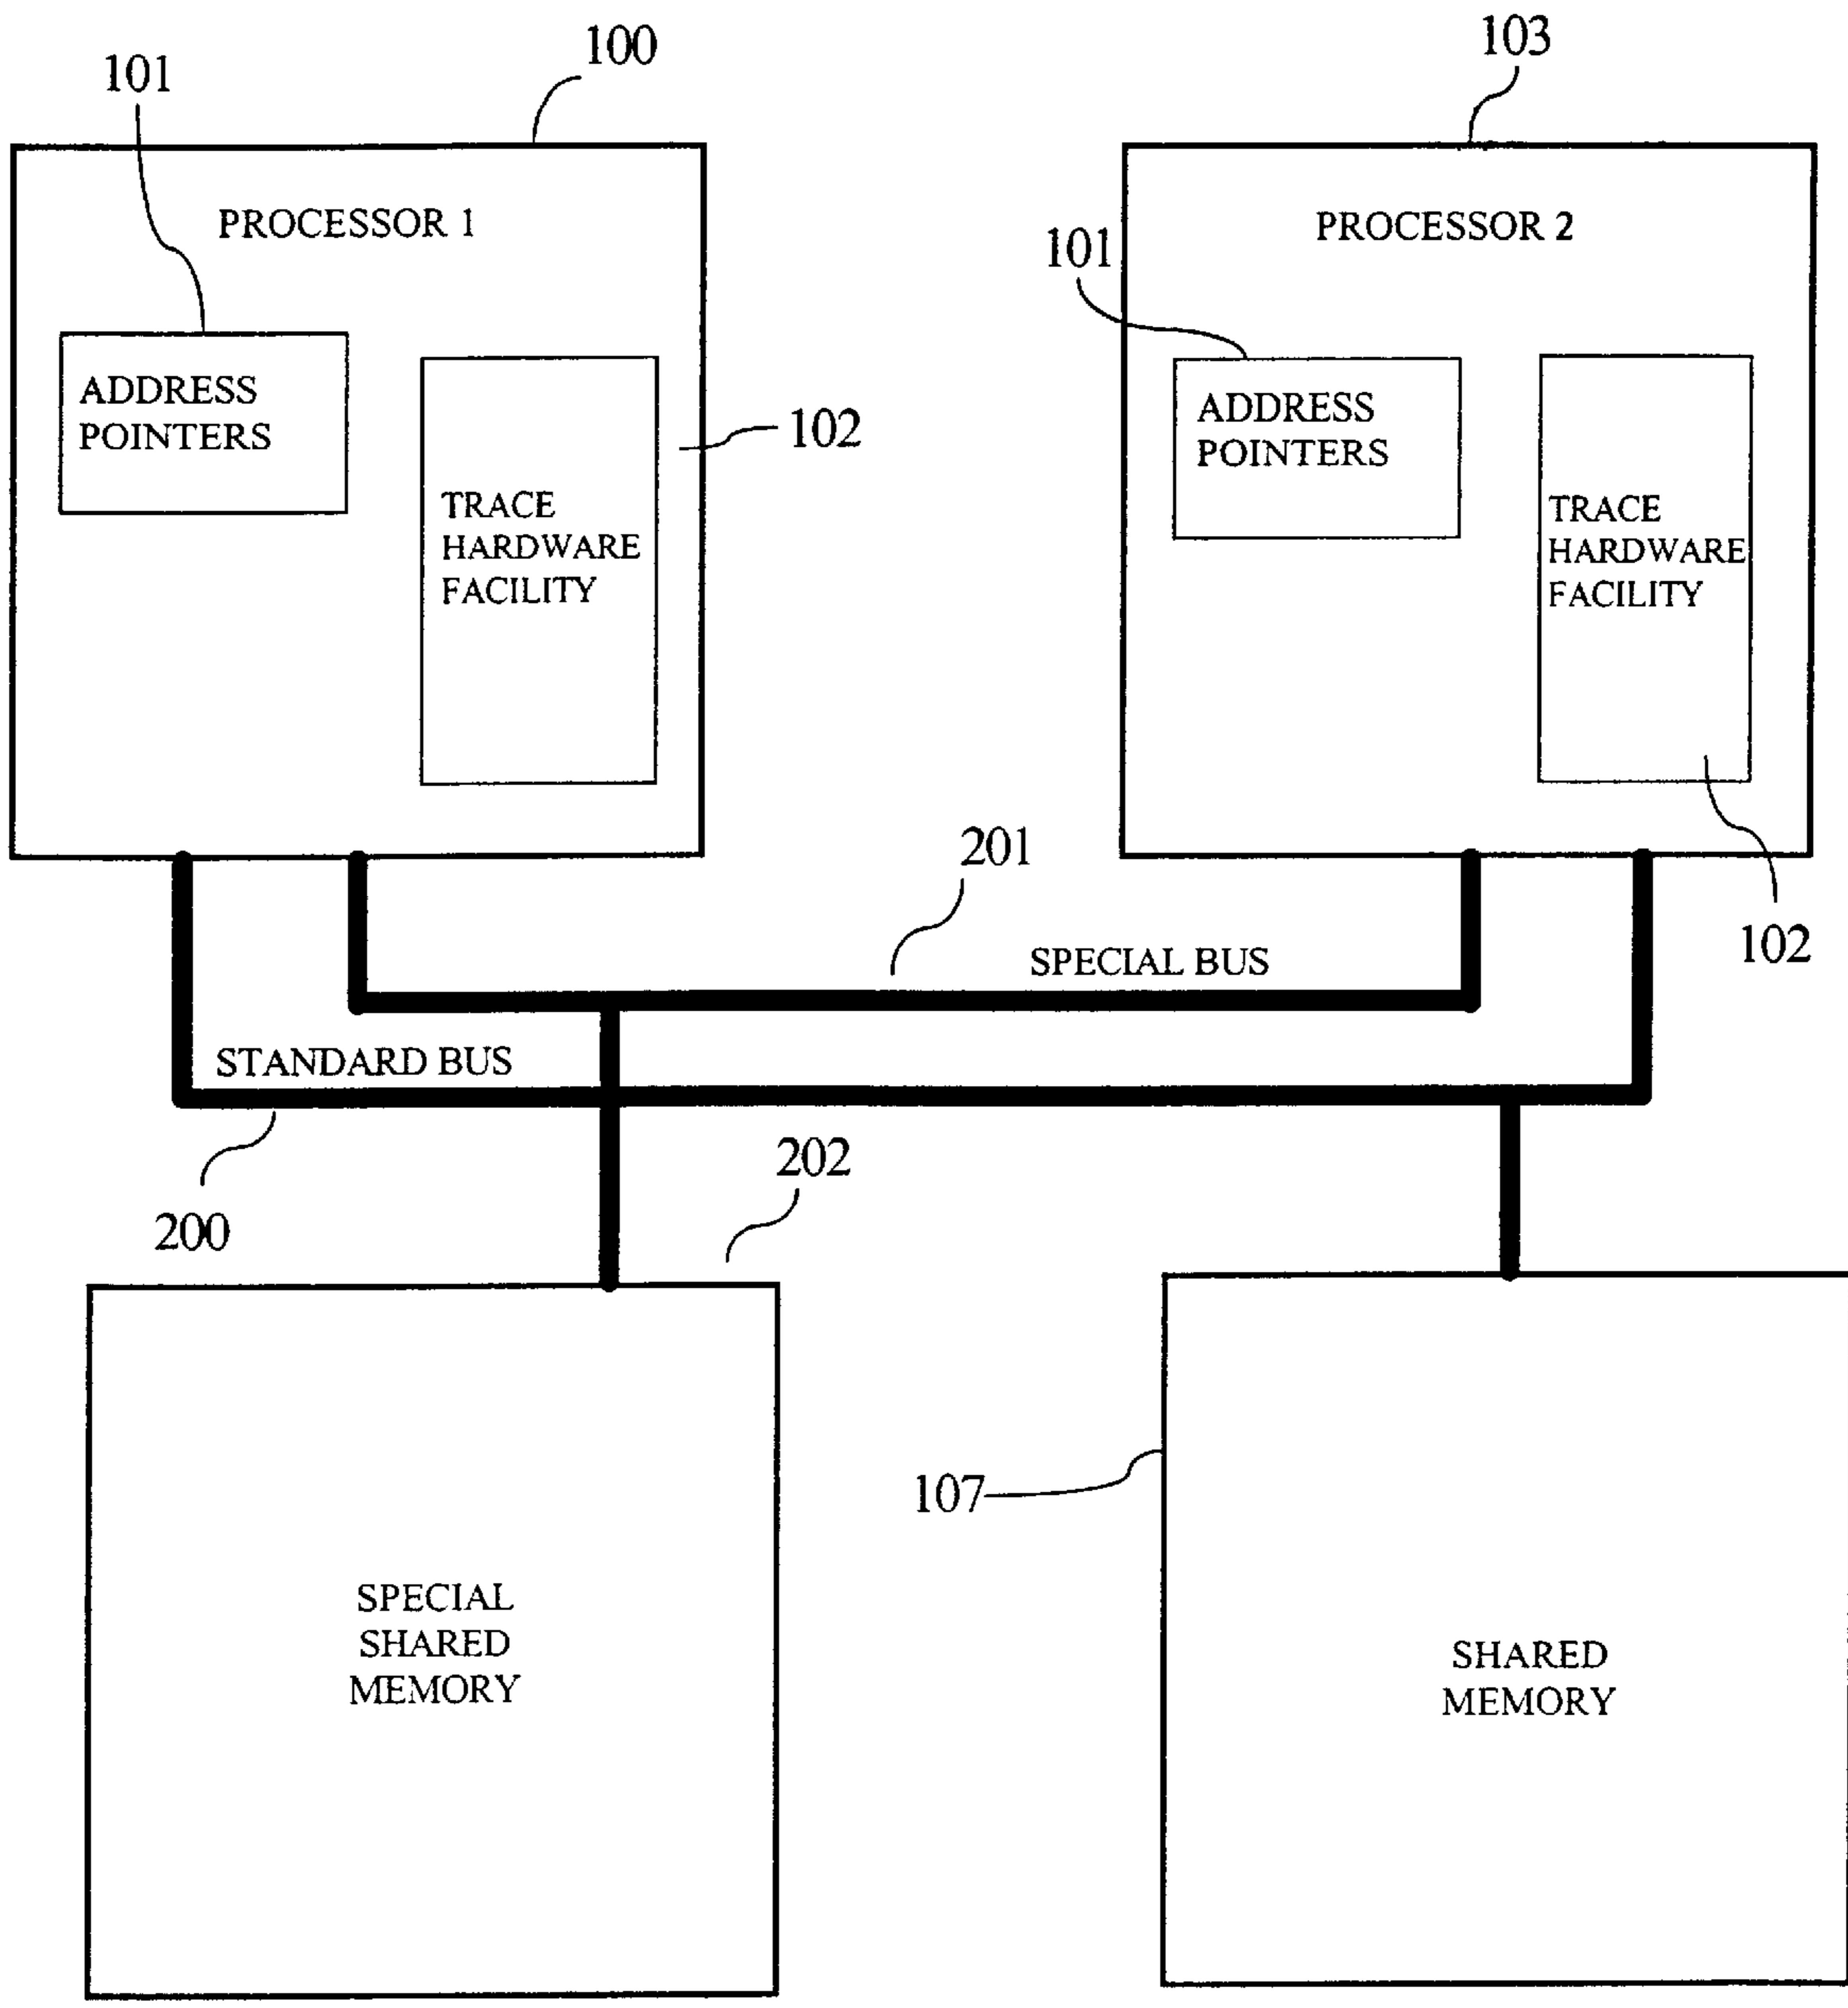 100
103
101
PROCESSOR 1
PROCESSOR 2
101
ADDRESS
POINTERS
102
TRACE
HARDWARE
FACILITY
ADDRESS
POINTERS
TRACE
HARDWARE
FACILITY
201
102
SPECIAL BUS
STANDARD BUS
202
200
107
SPECIAL
SHARED
MEMORY
SHARED
MEMORY